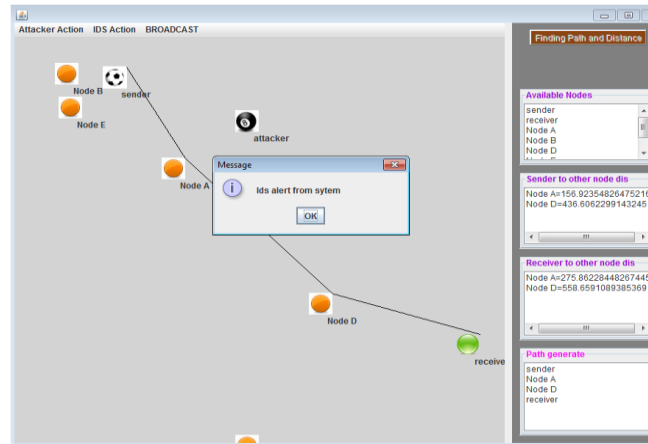 Attacker Action IDS Action BROADCAST
Finding Path and Distance
Node B
sender
Node E
attacker
Node A
Message
Ids alert from sytem
OK
Node D
receive
Available Nodes
sender
receiver
Node A
Node B
Node D
Sender to other node dis
Node A=156.92354826475216
Node D=436.6062299143245
Receiver to other node dis
Node A=275.86228448267445
Node D=558.6591089385369
Path generate
sender
Node A
Node D
receiver